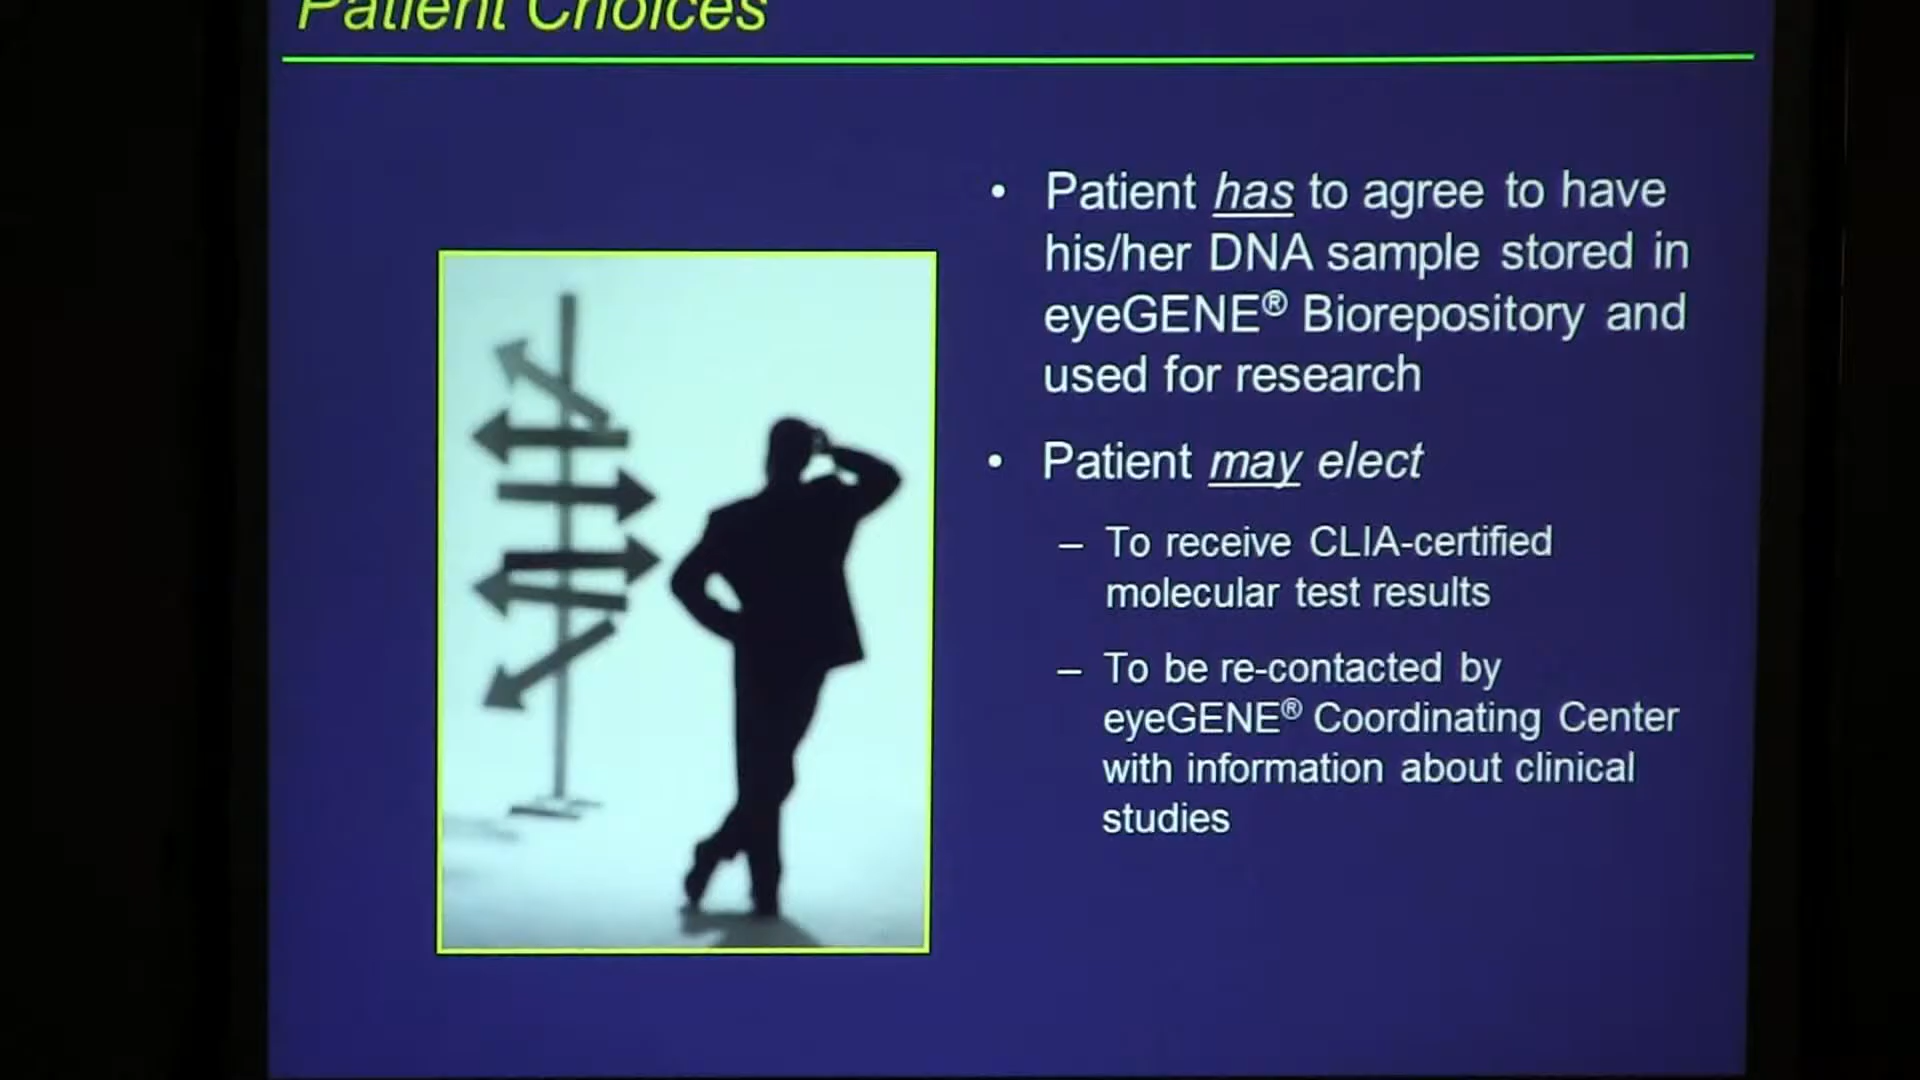 Patient Choices
• Patient has to agree to have
his/her DNA sample stored in
eyeGENE® Biorepository and
used for research
• Patient may elect
– To receive CLIA-certified
molecular test results
– To be re-contacted by
eyeGENE® Coordinating Center
with information about clinical
studies